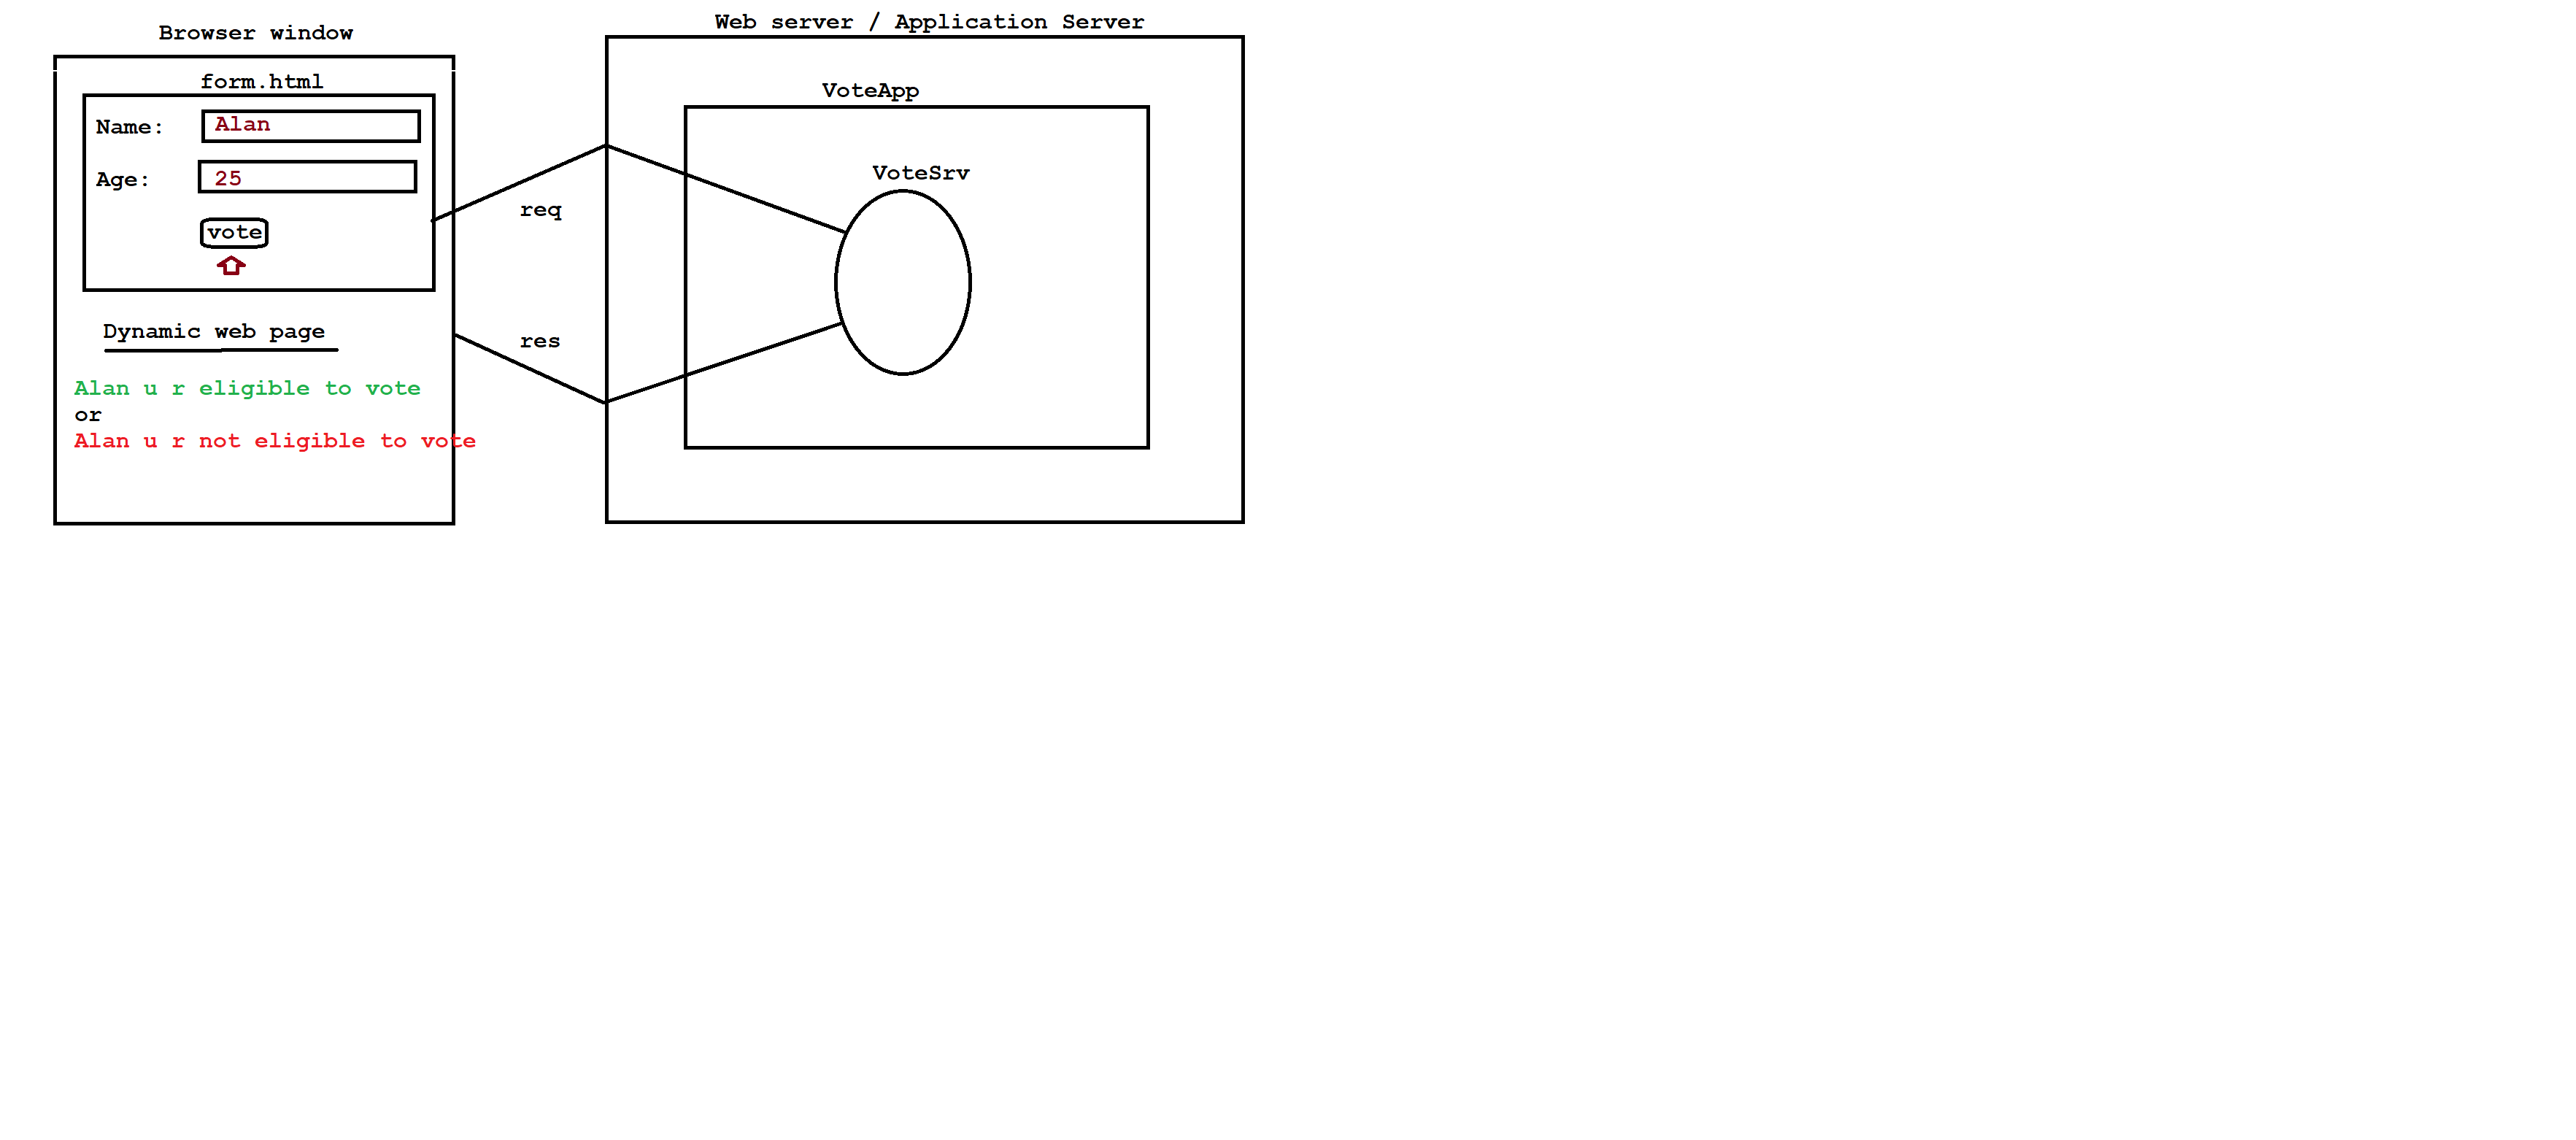 Browser window
form.html
Name: Alan
Age: 25
vote
Dynamic web page
Alan u r eligible to vote
or
Alan u r not eligible to vote
req
res
Web server / Application Server
VoteApp
VoteSrv